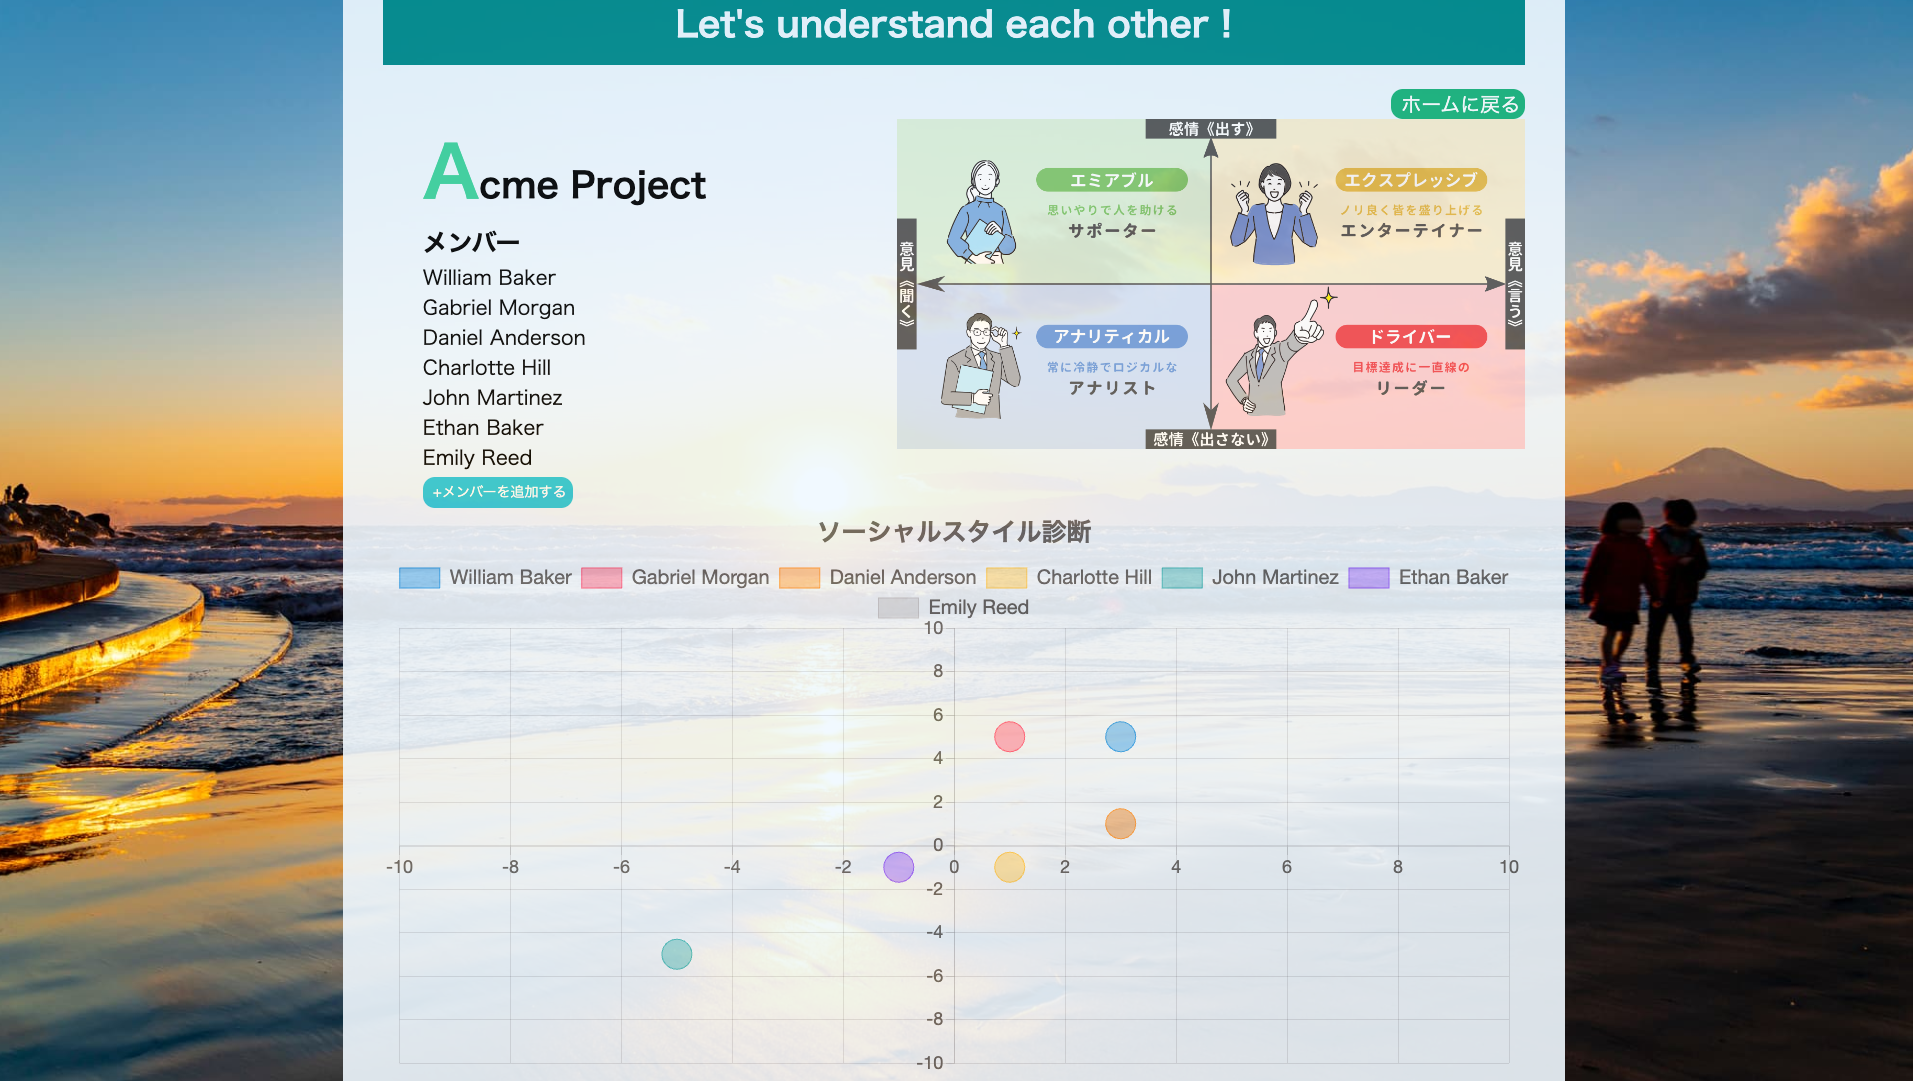 Let's understand each other !
ホームに戻る
Acme Project
メンバー
William Baker
Gabriel Morgan
Daniel Anderson
Charlotte Hill
John Martinez
Ethan Baker
Emily Reed
+メンバーを追加する
感情《出す》
エミアブル
思いやりで人を助ける
サポーター
エクスプレッシブ
ノリ良く皆を盛り上げる
エンターテイナー
意見《聞く》
意見《言う》
アナリティカル
常に冷静でロジカルな
アナリスト
ドライバー
目標達成に一直線の
リーダー
感情《出さない》
ソーシャルスタイル診断
William Baker Gabriel Morgan Daniel Anderson Charlotte Hill John Martinez Ethan Baker
Emily Reed
10
8
6
4
2
0
-10 -8 -6 -4 -2 0 2 4 6 8 10
-2
-4
-6
-8
-10